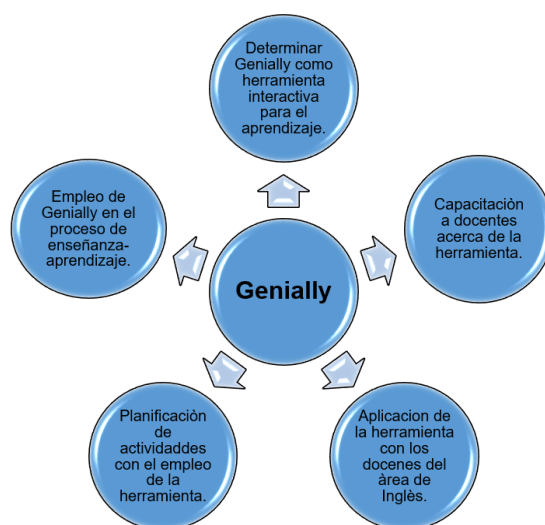 Determinar
Genially como
herramienta
interactiva
para el
aprendizaje.
Capacitaciòn
a docentes
acerca de la
herramienta.
Aplicacion de
la herramienta
con los
docenes del
àrea de
Inglès.
Planificaciòn
de
actividaddes
con el empleo
de la
herramienta.
Empleo de
Genially en el
proceso de
enseñanza-
aprendizaje.
Genially